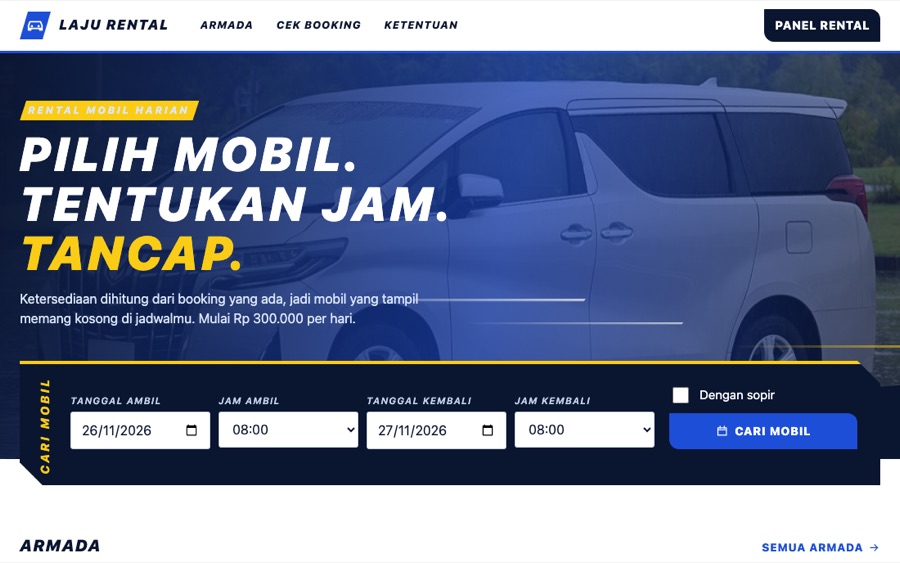 LAJU RENTAL
ARMADA
CEK BOOKING
KETENTUAN
PANEL RENTAL
RENTAL MOBIL HARIAN
PILIH MOBIL.
TENTUKAN JAM.
TANCAP.
Ketersediaan dihitung dari booking yang ada, jadi mobil yang tampil
memang kosong di jadwalmu. Mulai Rp 300.000 per hari.
CARI MOBIL
TANGGAL AMBIL
26/11/2026
JAM AMBIL
08:00
TANGGAL KEMBALI
27/11/2026
JAM KEMBALI
08:00
Dengan sopir
CARI MOBIL
ARMADA
SEMUA ARMADA →